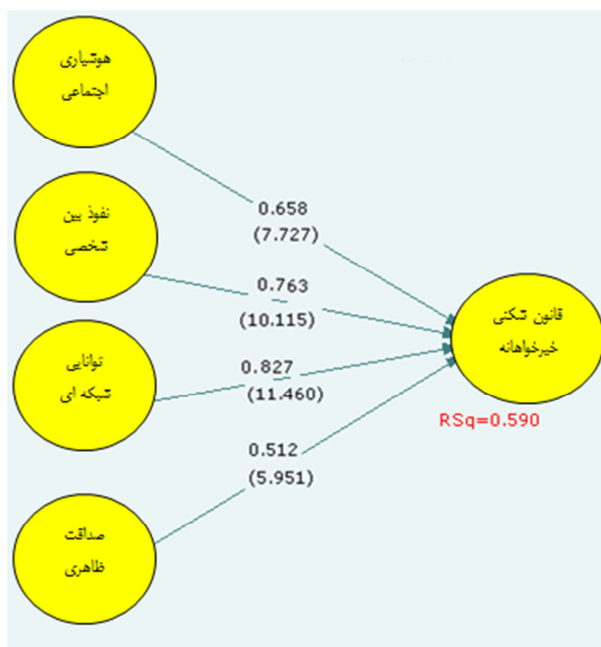 هوشیاری
اجتماعی
0.658
(7.727)
نفوذ بین
شخصی
0.763
(10.115)
قانون شکنی
خیرخواهانه
توانایی
شبکه ای
0.827
(11.460)
RSq=0.590
0.512
(5.951)
صداقت
ظاهری